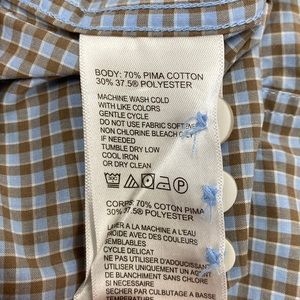 BODY: 70% PIMA COTTON
30% 37.5® POLYESTER
MACHINE WASH COLD
WITH LIKE COLORS
GENTLE CYCLE
DO NOT USE FABRIC SOFTENE
NON CHLORINE BLEACH ONLY
IF NEEDED
TUMBLE DRY LOW
COOL IRON
OR DRY CLEAN
CORPS: 70% COTON PIMA
30% 37.5® POLYESTER
LAVER A LA MACHINE A L'EAU
FROIDE AVEC DES COULEURS
SEMBLABLES
CYCLE DELICAT
NE PAS UTILISER D'ADOUCISSANT
UTILISER UNIQUEMENT UN AGENT
DE BLANCHIMENT SANS CHLORE
SI NECESSAIRE
SECHER PAR CULBUTAGE A BASSE